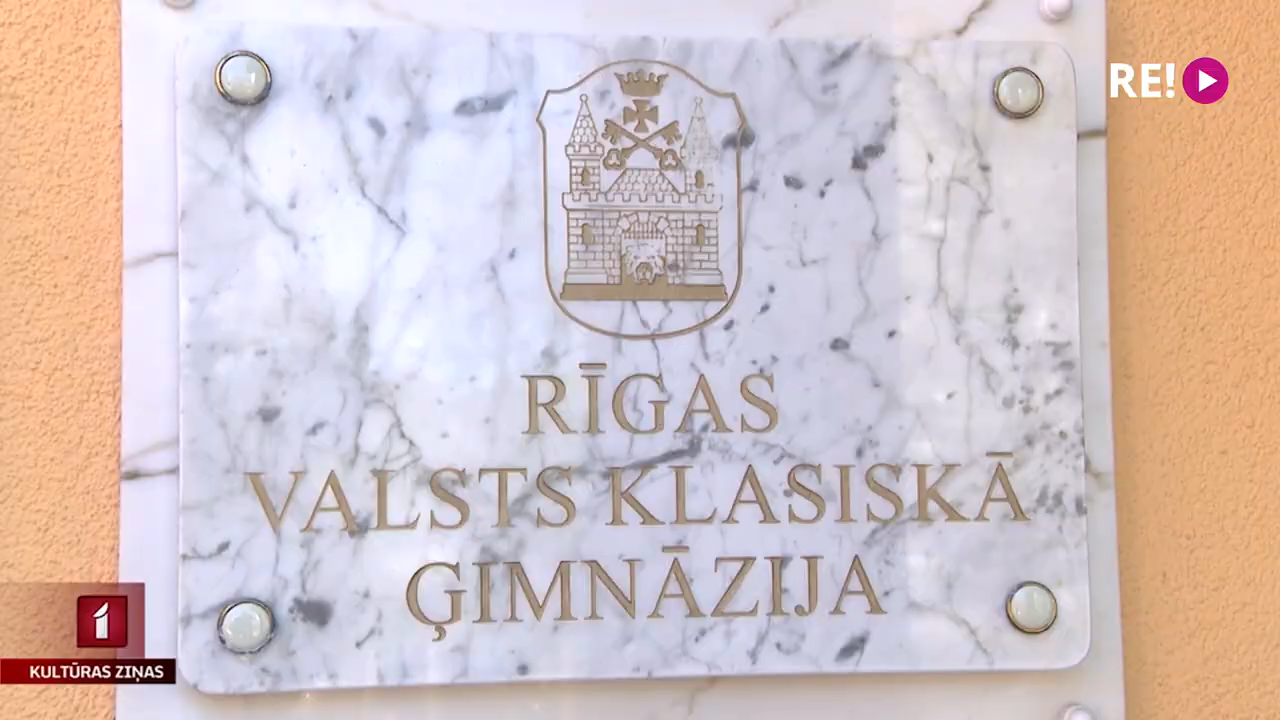 RE!
RĪGAS
VALSTS KLASISKĀ
ĢIMNĀZIJA
1
KULTŪRAS ZIŅAS